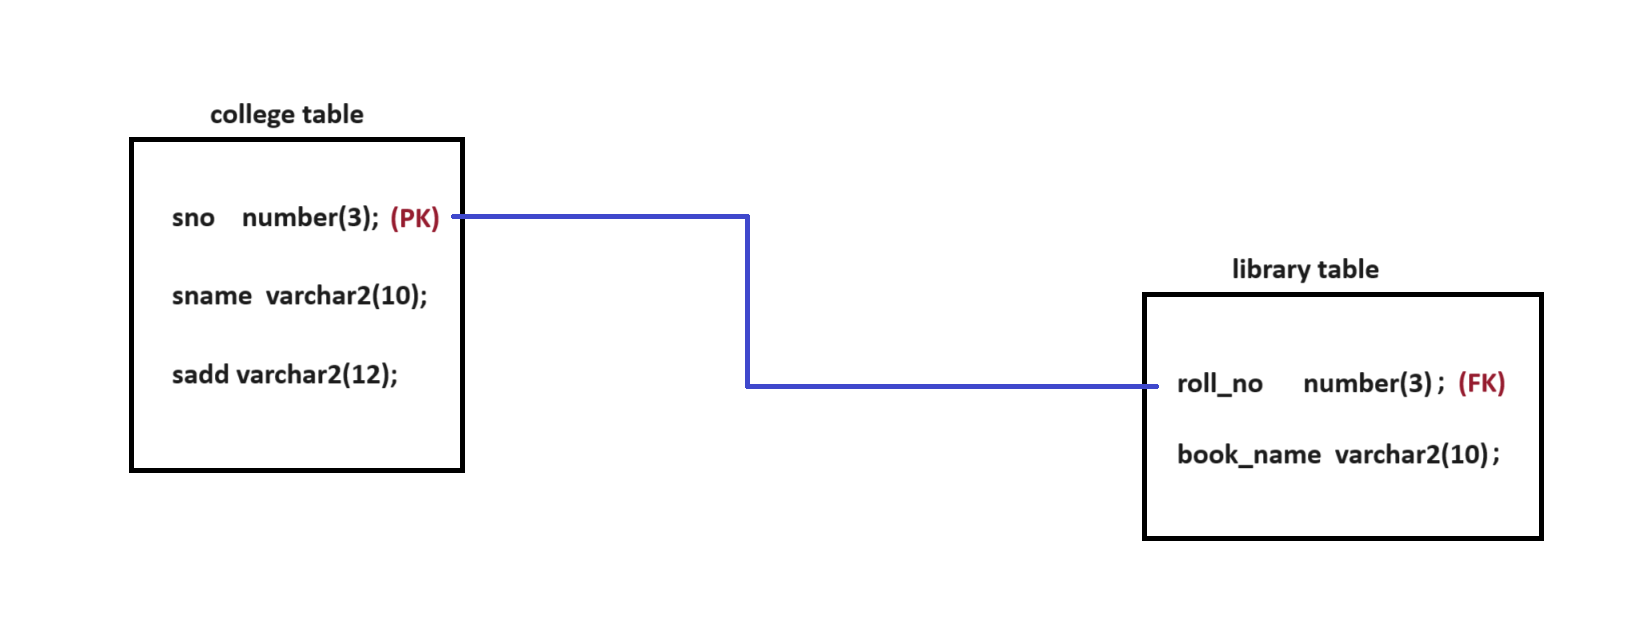 college table
sno number(3); (PK)
sname varchar2(10);
sadd varchar2(12);
library table
roll_no number(3) ; (FK)
book_name varchar2(10) ;